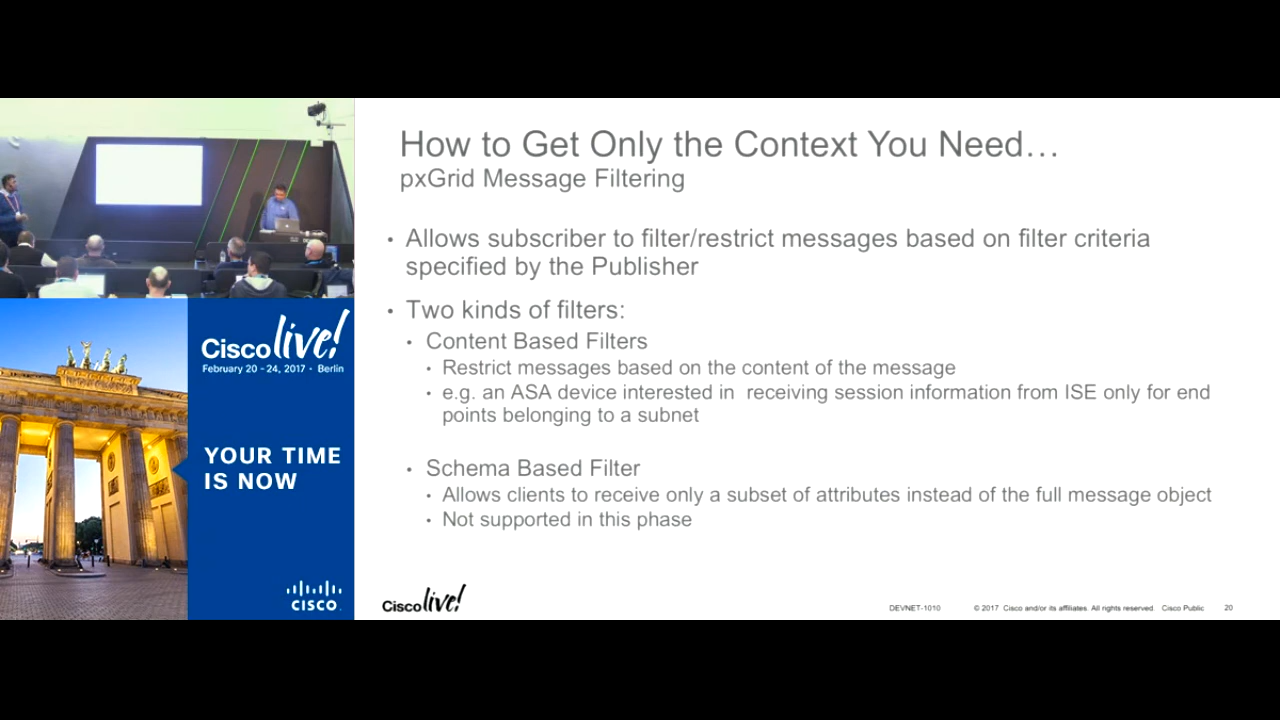 How to Get Only the Context You Need…
pxGrid Message Filtering
• Allows subscriber to filter/restrict messages based on filter criteria
specified by the Publisher
• Two kinds of filters:
• Content Based Filters
• Restrict messages based on the content of the message
• e.g. an ASA device interested in  receiving session information from ISE only for end
points belonging to a subnet
• Schema Based Filter
• Allows clients to receive only a subset of attributes instead of the full message object
• Not supported in this phase
Cisco live!
February 20 - 24, 2017 • Berlin
YOUR TIME
IS NOW
CISCO.
Cisco live!
DEVNET-1010 © 2017 Cisco and/or its affiliates. All rights reserved. Cisco Public 20